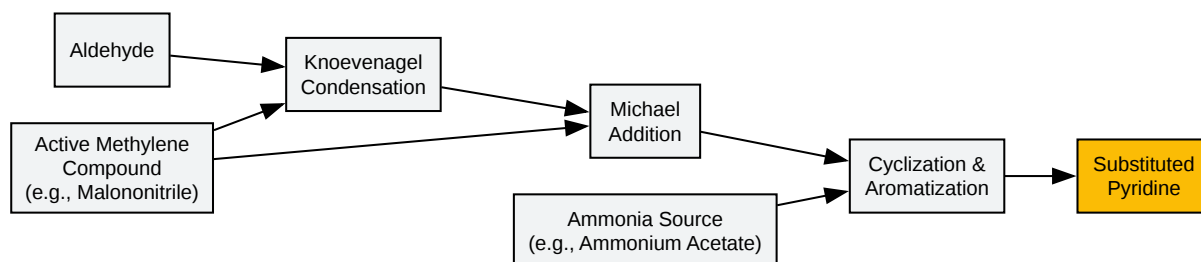 Aldehyde
Knoevenagel
Condensation
Active Methylene
Compound
(e.g., Malononitrile)
Michael
Addition
Ammonia Source
(e.g., Ammonium Acetate)
Cyclization &
Aromatization
Substituted
Pyridine